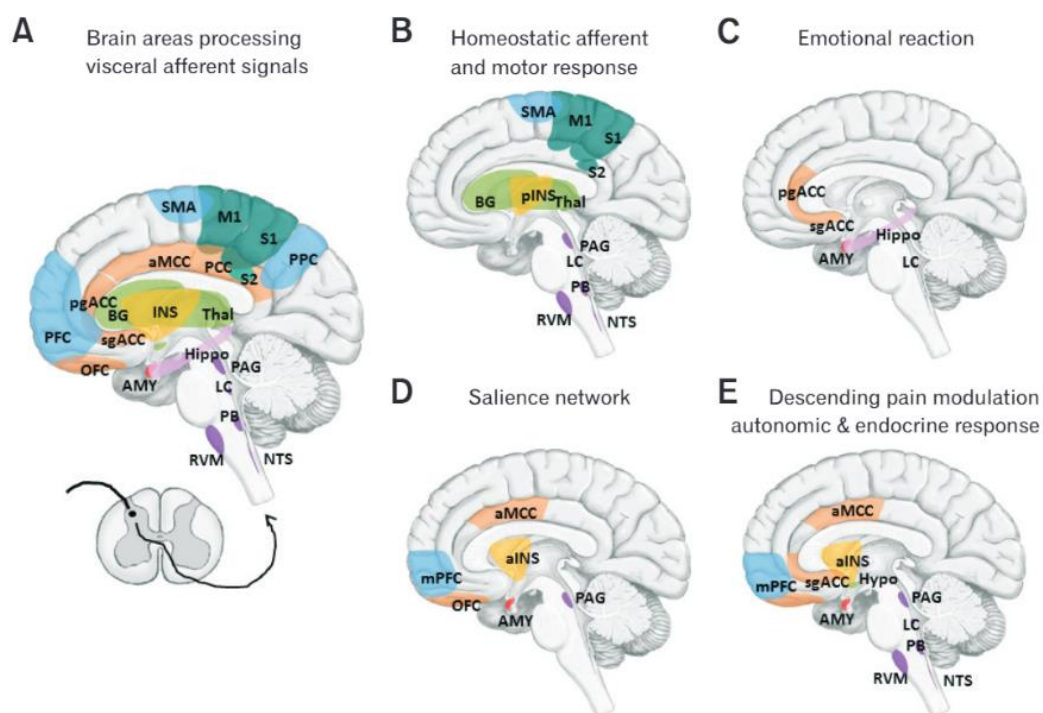 A
Brain areas processing
visceral afferent signals
SMA
M1
S1
PPC
aMCC
PCC
S2
pgACC
BG
INS
Thal
PFC
sgACC
OFC
Hippo
AMY
PAG
LC
PB
RVM
NTS
B
Homeostatic afferent
and motor response
SMA
M1
S1
S2
BG
pINS
Thal
PAG
LC
PB
RVM
NTS
C
Emotional reaction
pgACC
sgACC
Hippo
AMY
LC
D
Salience network
aMCC
aINS
mPFC
OFC
AMY
PAG
E
Descending pain modulation
autonomic & endocrine response
aMCC
aINS
mPFC
sgACC
Hypo
AMY
PAG
LC
PB
RVM
NTS